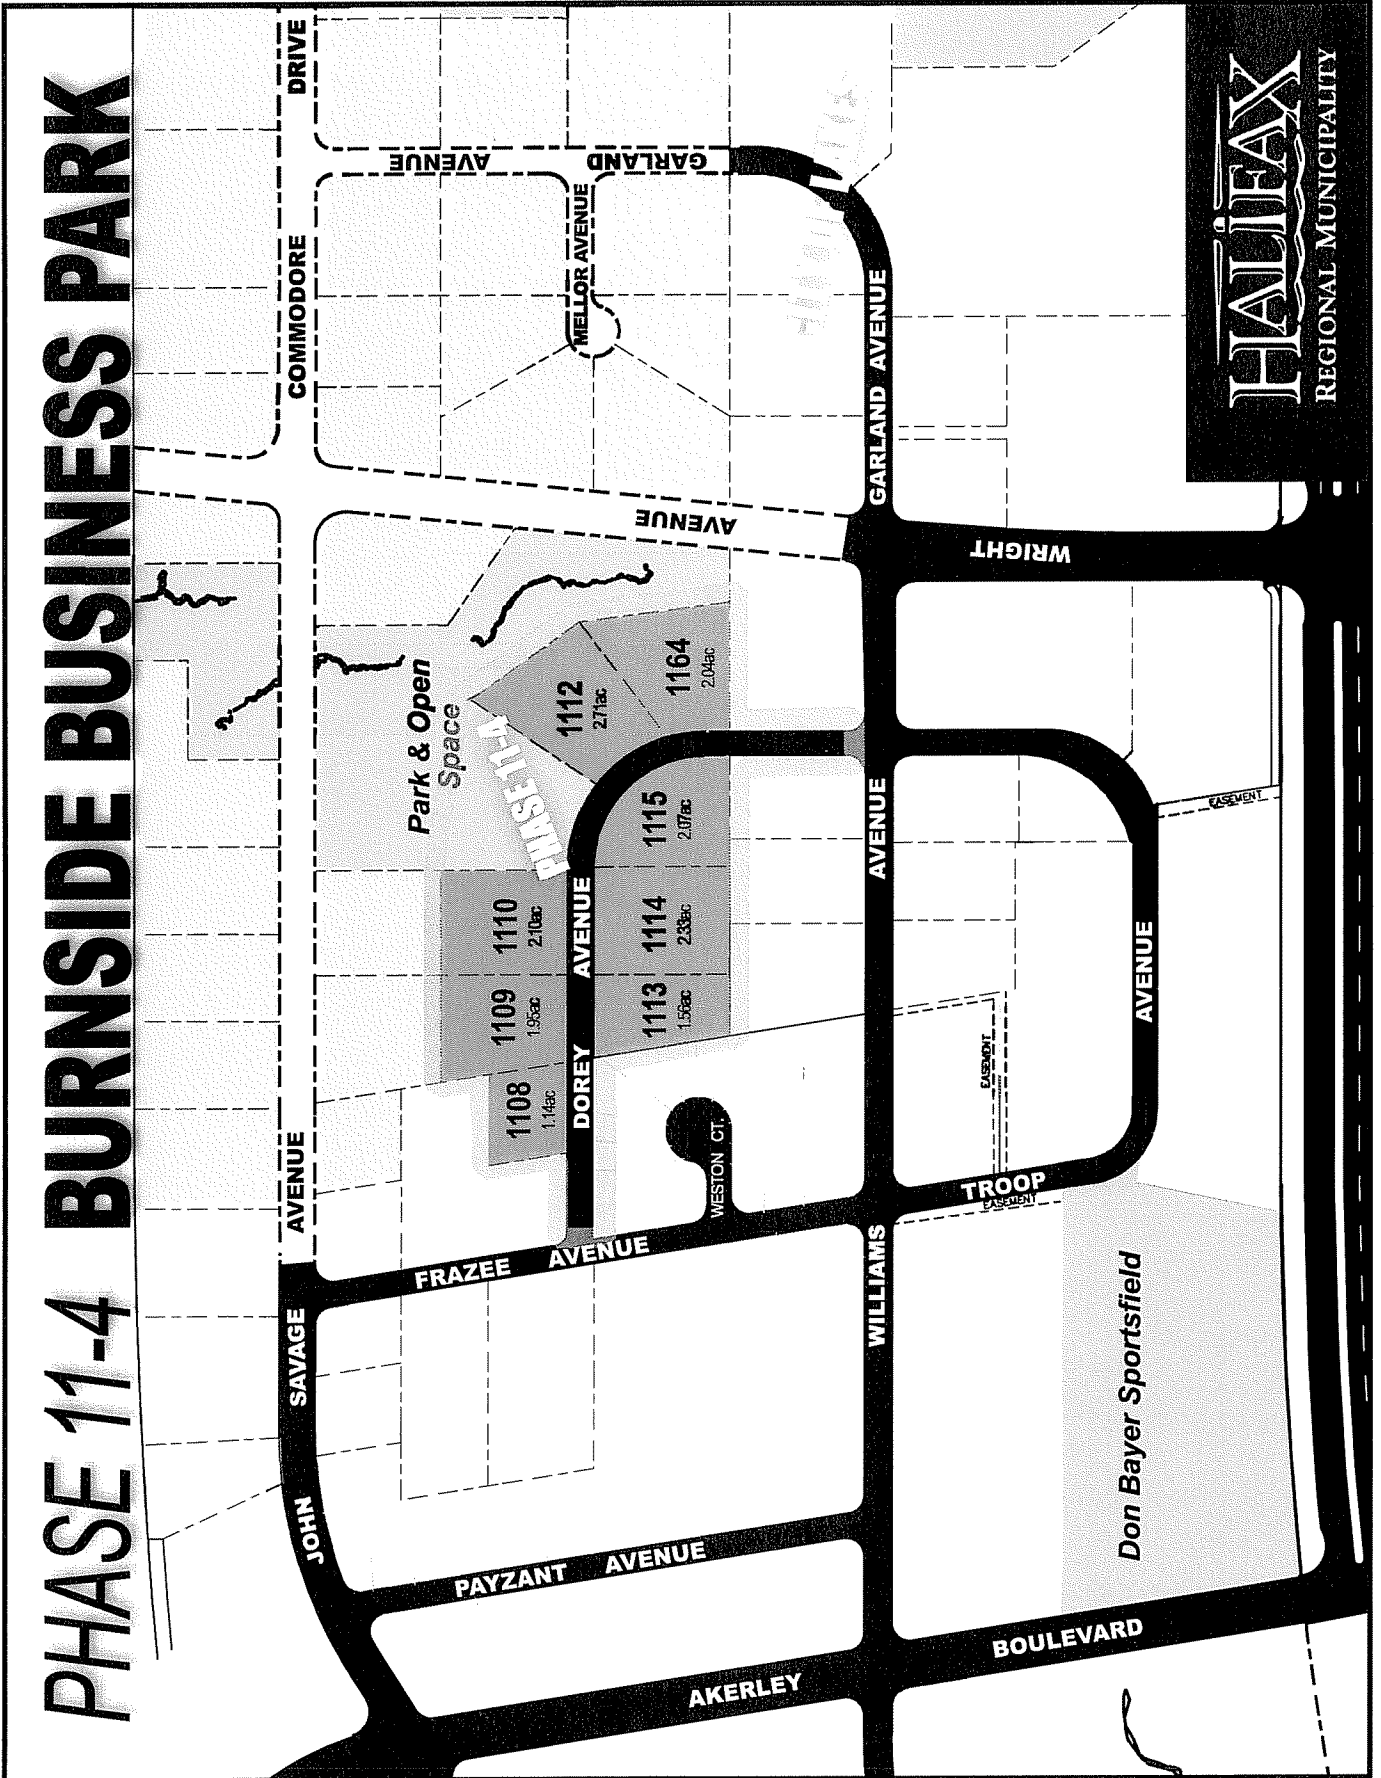 PHASE 11-4 BURNSIDE BUSINESS PARK
JOHN SAVAGE AVENUE
COMMODORE DRIVE
FRAZEE AVENUE
PAYZANT AVENUE
AKERLEY BOULEVARD
WILLIAMS AVENUE
GARLAND AVENUE
GARLAND AVENUE
MELLOR AVENUE
WRIGHT AVENUE
DOREY AVENUE
WESTON CT.
TROOP AVENUE
EASEMENT
EASEMENT
EASEMENT
Park & Open
Space
PHASE 11-4
1108
1.14ac
1109
1.95ac
1110
2.10ac
1112
2.71ac
1113
1.56ac
1114
2.33ac
1115
2.07ac
1164
2.04ac
Don Bayer Sportsfield
HALIFAX
REGIONAL MUNICIPALITY